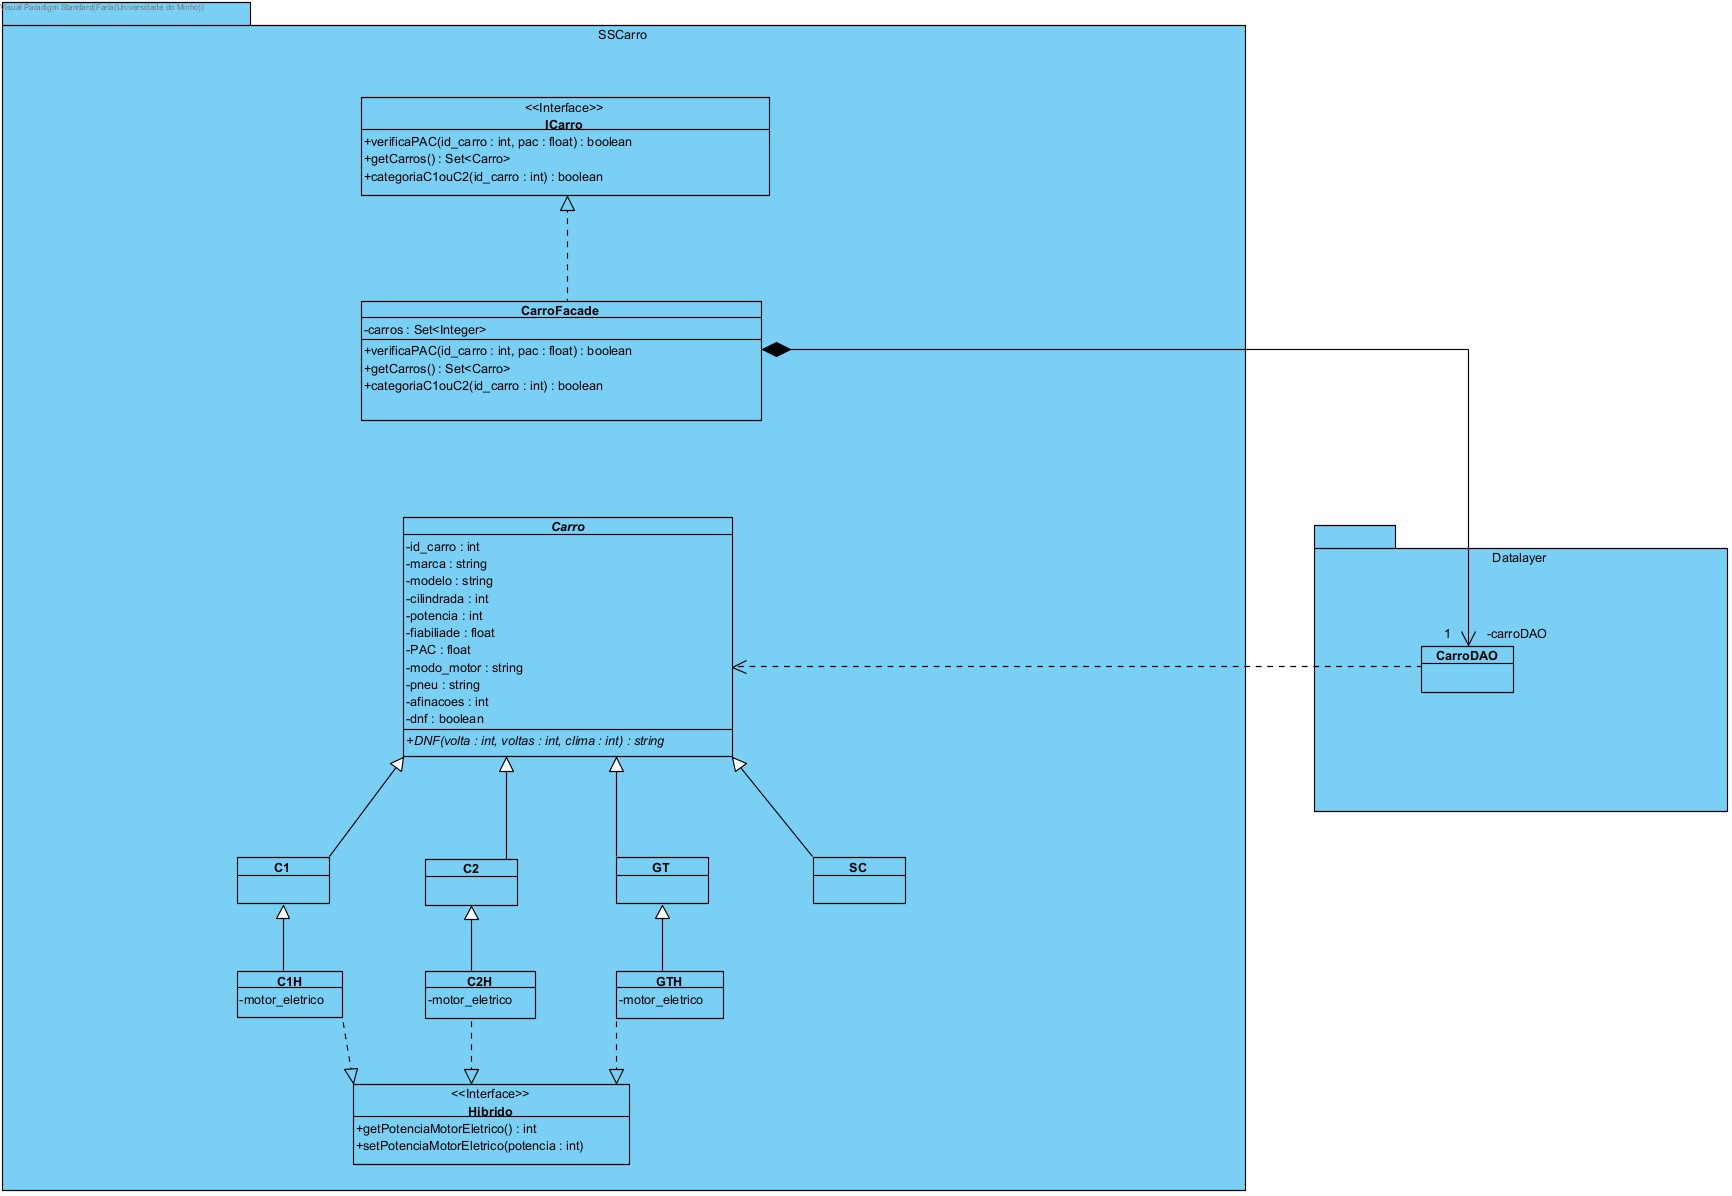 Visual Paradigm Standard(Faria(Universidade do Minho))
SSCarro
<<Interface>>
ICarro
+verificaPAC(id_carro : int, pac : float) : boolean
+getCarros() : Set<Carro>
+categoriaC1ouC2(id_carro : int) : boolean
CarroFacade
-carros : Set<Integer>
+verificaPAC(id_carro : int, pac : float) : boolean
+getCarros() : Set<Carro>
+categoriaC1ouC2(id_carro : int) : boolean
Carro
-id_carro : int
-marca : string
-modelo : string
-cilindrada : int
-potencia : int
-fiabiliade : float
-PAC : float
-modo_motor : string
-pneu : string
-afinacoes : int
-dnf : boolean
+DNF(volta : int, voltas : int, clima : int) : string
Datalayer
1 -carroDAO
CarroDAO
C1
C2
GT
SC
C1H
-motor_eletrico
C2H
-motor_eletrico
GTH
-motor_eletrico
<<Interface>>
Hibrido
+getPotenciaMotorEletrico() : int
+setPotenciaMotorEletrico(potencia : int)